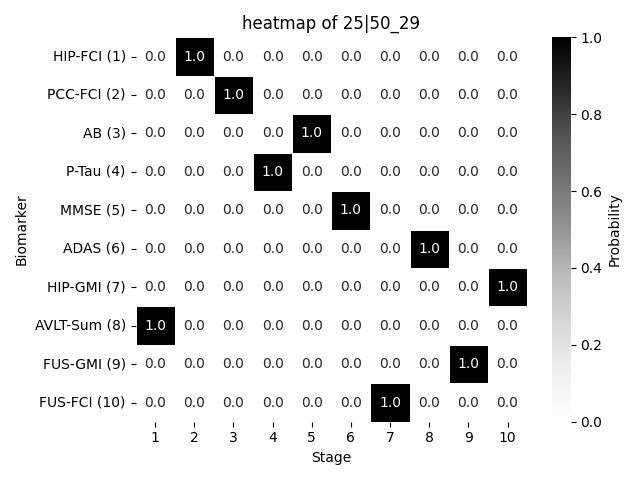 heatmap of 25|50_29
HIP-FCI (1) 0.0 1.0 0.0 0.0 0.0 0.0 0.0 0.0 0.0 0.0
PCC-FCI (2) 0.0 0.0 1.0 0.0 0.0 0.0 0.0 0.0 0.0 0.0
AB (3) 0.0 0.0 0.0 0.0 1.0 0.0 0.0 0.0 0.0 0.0
P-Tau (4) 0.0 0.0 0.0 1.0 0.0 0.0 0.0 0.0 0.0 0.0
MMSE (5) 0.0 0.0 0.0 0.0 0.0 1.0 0.0 0.0 0.0 0.0
ADAS (6) 0.0 0.0 0.0 0.0 0.0 0.0 0.0 1.0 0.0 0.0
HIP-GMI (7) 0.0 0.0 0.0 0.0 0.0 0.0 0.0 0.0 0.0 1.0
AVLT-Sum (8) 1.0 0.0 0.0 0.0 0.0 0.0 0.0 0.0 0.0 0.0
FUS-GMI (9) 0.0 0.0 0.0 0.0 0.0 0.0 0.0 0.0 1.0 0.0
FUS-FCI (10) 0.0 0.0 0.0 0.0 0.0 0.0 1.0 0.0 0.0 0.0
1 2 3 4 5 6 7 8 9 10
Stage
Biomarker
1.0
0.8
0.6
0.4
0.2
0.0
Probability